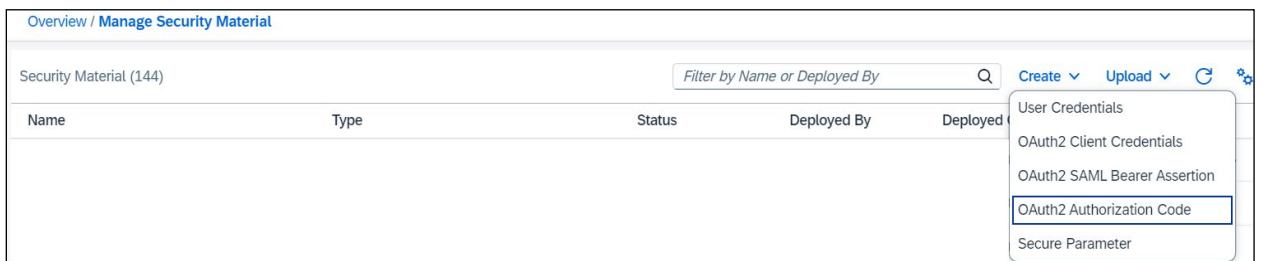 Overview / Manage Security Material
Security Material (144) Filter by Name or Deployed By Create Upload
Name Type Status Deployed By Deployed
User Credentials
OAuth2 Client Credentials
OAuth2 SAML Bearer Assertion
OAuth2 Authorization Code
Secure Parameter